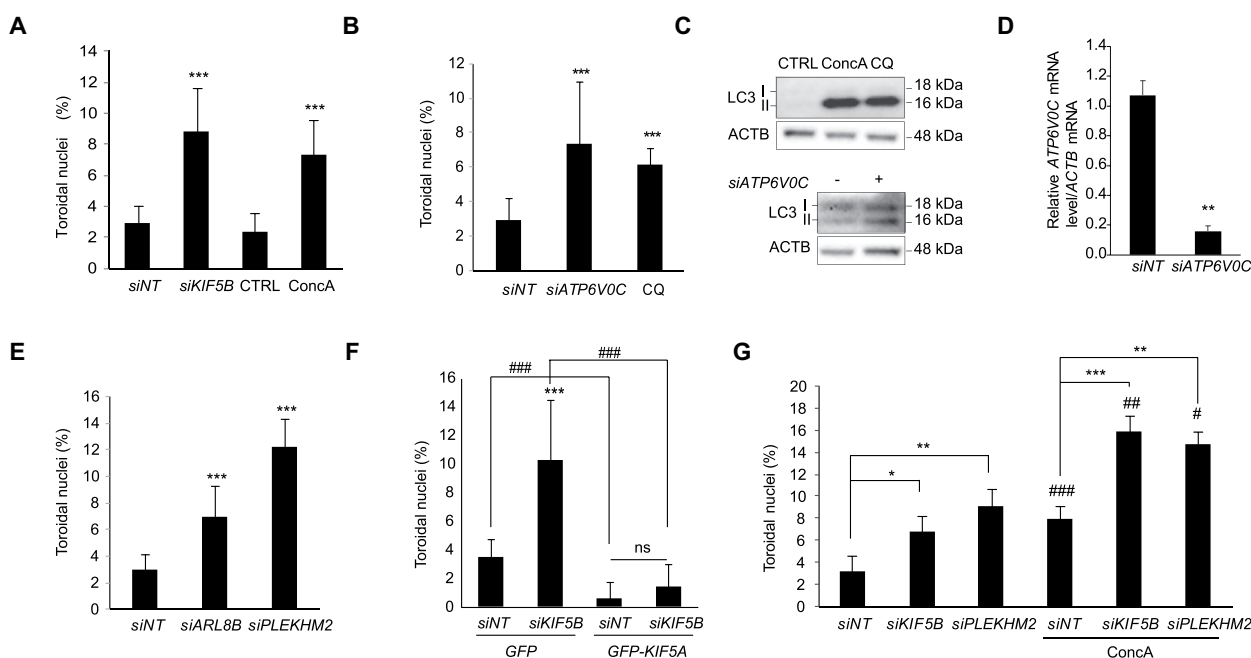 A
Toroidal nuclei (%)
14
12
10
8
6
4
2
0
***
***
siNT
siKIF5B
CTRL
ConcA
B
Toroidal nuclei (%)
12
10
8
6
4
2
0
***
***
siNT
siATP6V0C
CQ
C
CTRL ConcA CQ
LC3 I
II
18 kDa
16 kDa
ACTB
48 kDa
siATP6V0C - +
LC3 I
II
18 kDa
16 kDa
ACTB
48 kDa
D
Relative ATP6V0C mRNA
level/ACTB mRNA
1.4
1.2
1.0
0.8
0.6
0.4
0.2
0.0
**
siNT
siATP6V0C
E
Toroidal nuclei (%)
16
14
12
10
8
6
4
2
0
***
***
siNT
siARL8B
siPLEKHM2
F
Toroidal nuclei (%)
16
14
12
10
8
6
4
2
0
###
###
***
ns
siNT
siKIF5B
siNT
siKIF5B
GFP
GFP-KIF5A
G
Toroidal nuclei (%)
20
18
16
14
12
10
8
6
4
2
0
*
**
***
**
###
##
#
siNT
siKIF5B
siPLEKHM2
siNT
siKIF5B
siPLEKHM2
ConcA